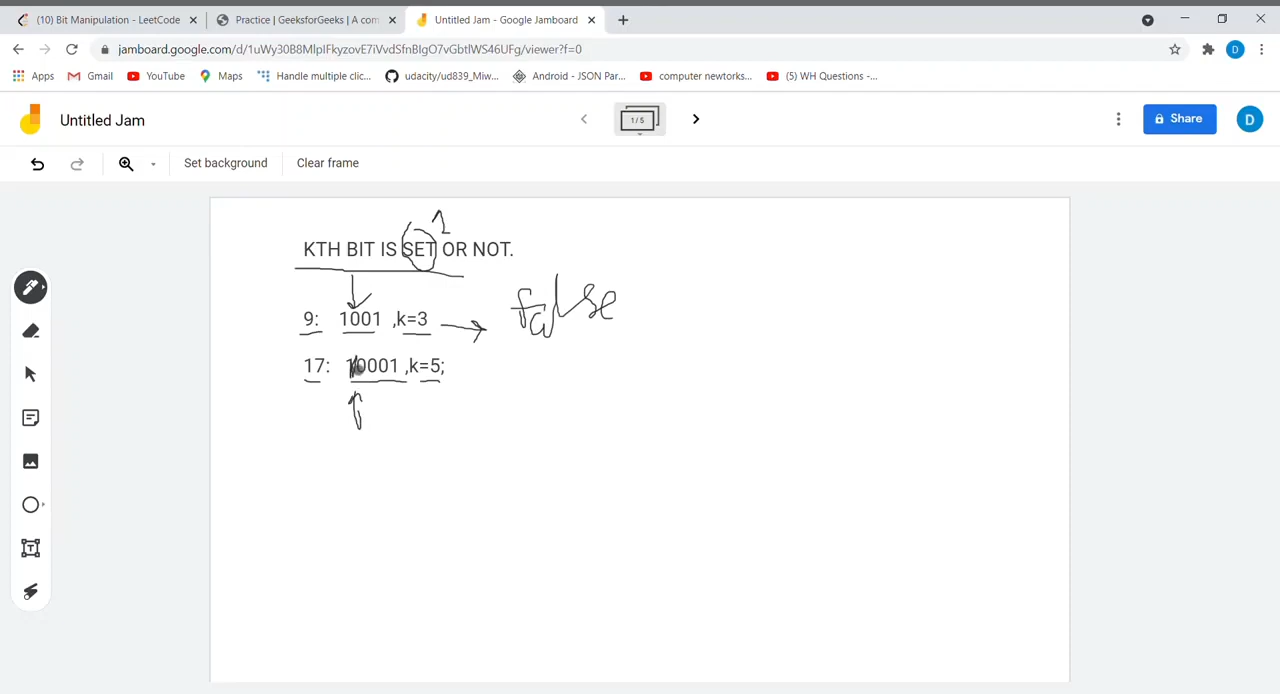 (10) Bit Manipulation - LeetCode
Practice | GeeksforGeeks | A com
Untitled Jam - Google Jamboard
jamboard.google.com/d/1uWy30B8MlpIFkyzovE7iVvdSfnBIgO7vGbtlWS46UFg/viewer?f=0
D
Apps
Gmail
YouTube
Maps
Handle multiple clic...
udacity/ud839_Miw...
Android - JSON Par...
computer newtorks...
(5) WH Questions -...
Untitled Jam
1/5
Share
D
Set background
Clear frame
1
KTH BIT IS SET OR NOT.
9: 1001 ,k=3 false
17: 10001 ,k=5;